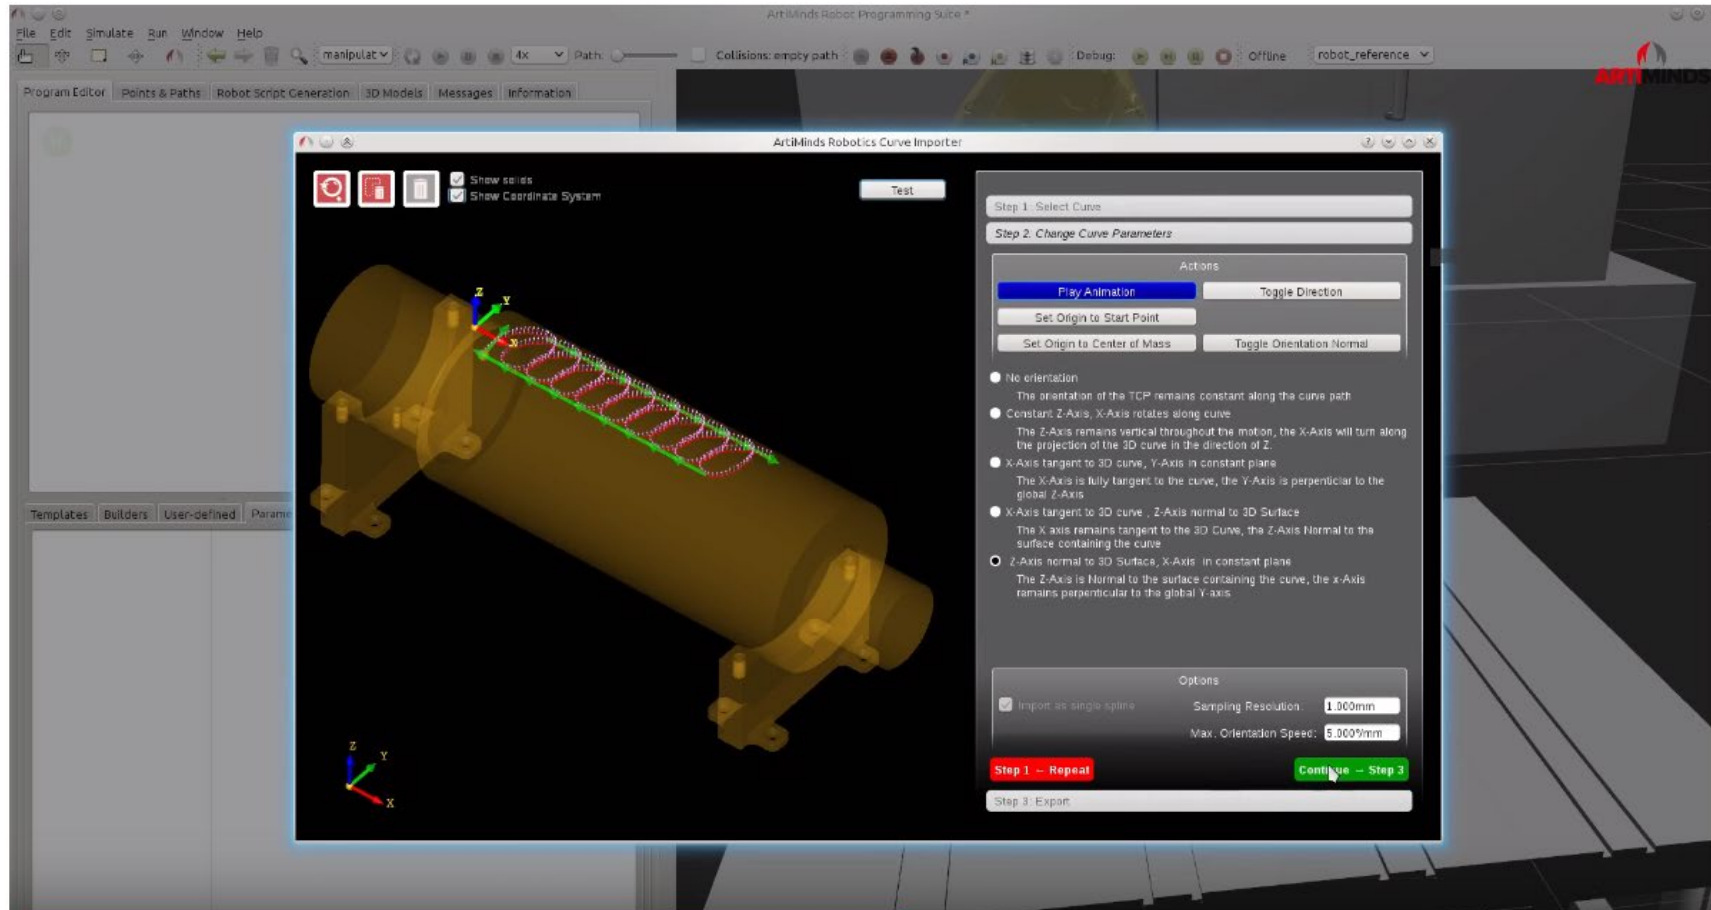 ArtiMinds Robot Programming Suite *
File Edit Simulate Run Window Help
manipulat 4x Path: Collisions: empty path Debug: Offline robot_reference
ARTIMINDS
Program Editor Points & Paths Robot Script Generation 3D Models Messages Information
ArtiMinds Robotics Curve Importer
Show solids
Show Coordinate System
Test
Step 1: Select Curve
Step 2: Change Curve Parameters
Actions
Play Animation Toggle Direction
Set Origin to Start Point
Set Origin to Center of Mass Toggle Orientation Normal
No orientation
The orientation of the TCP remains constant along the curve path
Constant Z-Axis, X-Axis rotates along curve
The Z-Axis remains vertical throughout the motion, the X-Axis will turn along
the projection of the 3D curve in the direction of Z.
X-Axis tangent to 3D curve, Y-Axis in constant plane
The X-Axis is fully tangent to the curve, the Y-Axis is perpenticlar to the
global Z-Axis
X-Axis tangent to 3D curve , Z-Axis normal to 3D Surface
The X axis remains tangent to the 3D Curve, the Z-Axis Normal to the
surface containing the curve
Z-Axis normal to 3D Surface, X-Axis in constant plane
The Z-Axis is Normal to the surface containing the curve, the x-Axis
remains perpenticular to the global Y-axis
Z
Y
X
Templates Builders User-defined Parame
Options
Import as single spline Sampling Resolution: 1.000mm
Max. Orientation Speed: 5.000°/mm
Step 1 - Repeat Continue - Step 3
Step 3: Export
Z
Y
X